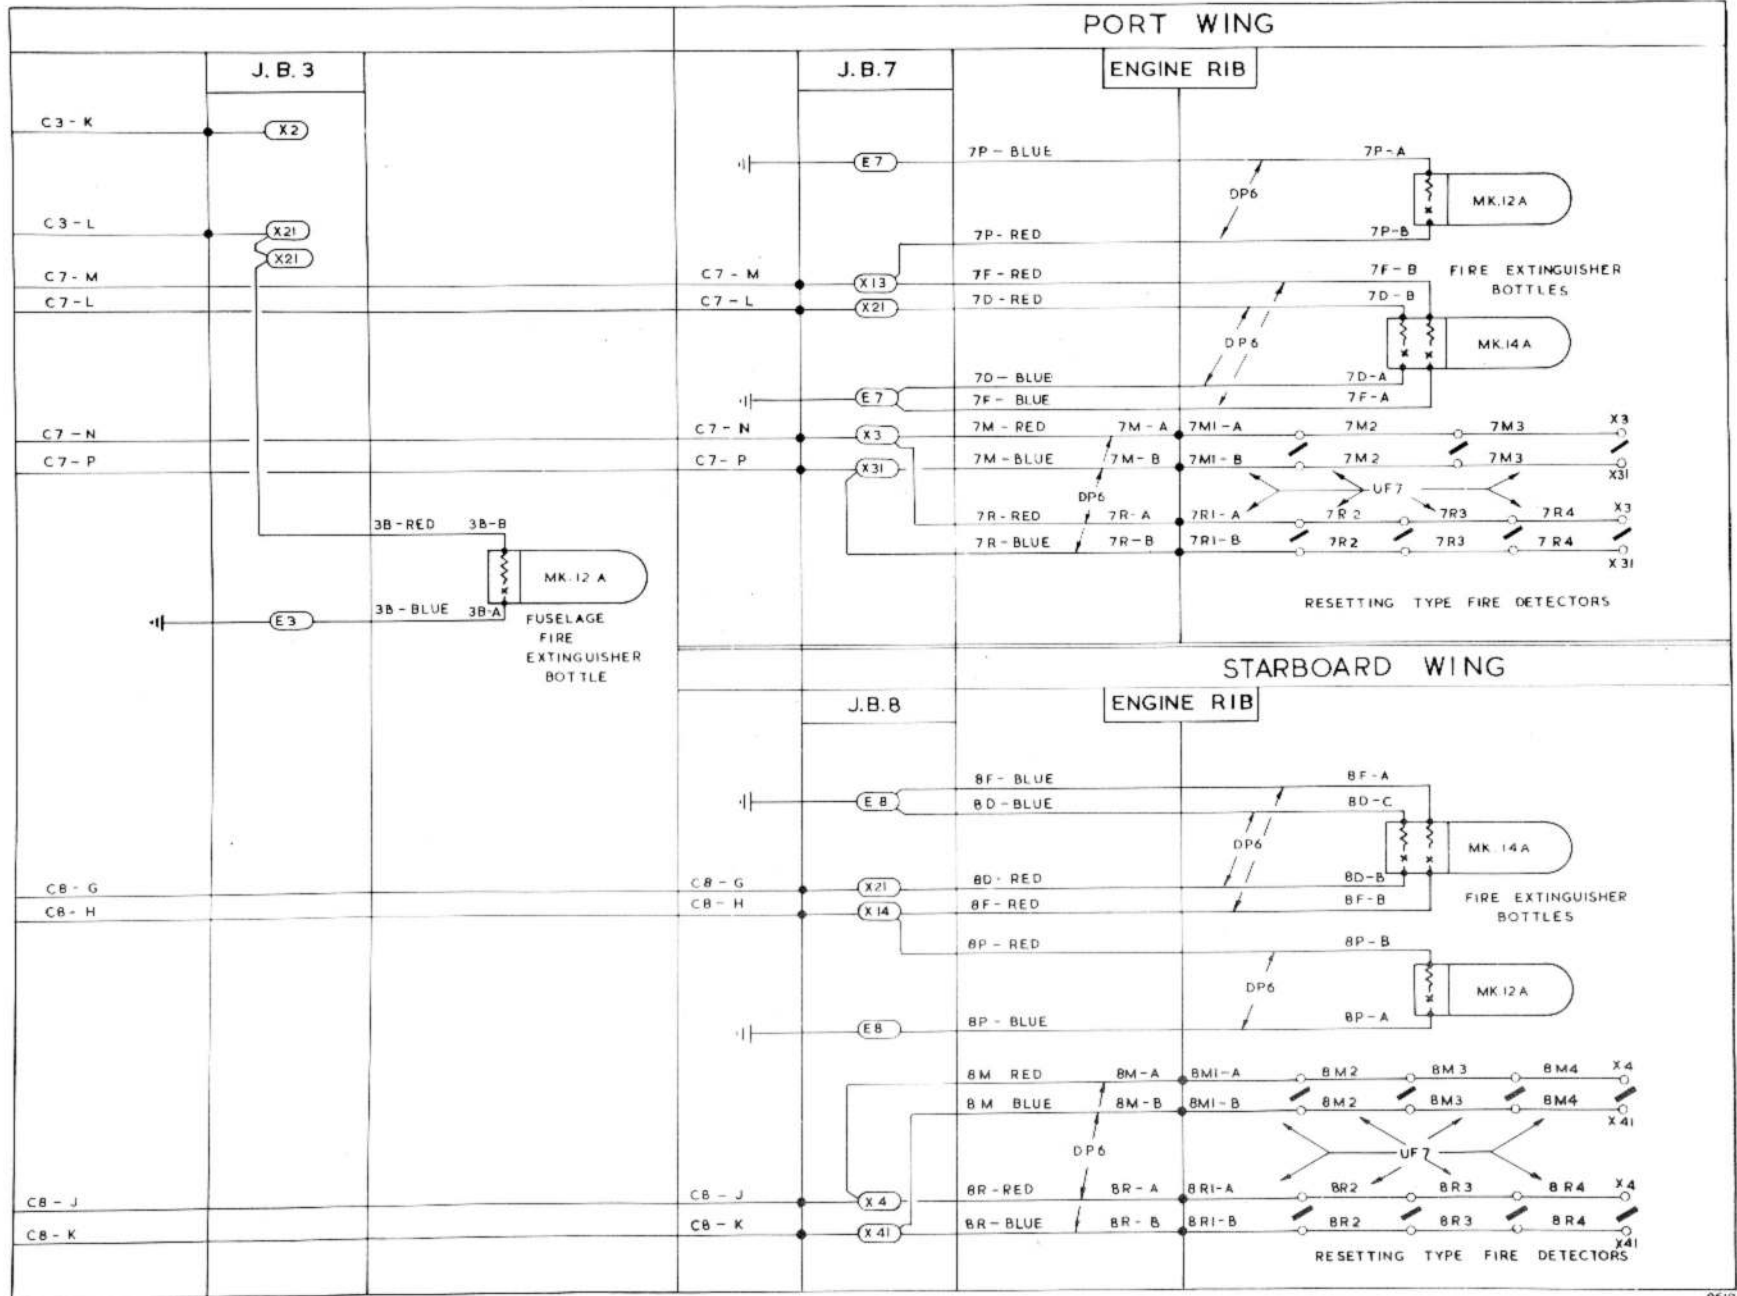 PORT WING
J.B.3
J.B.7
ENGINE RIB
C3-K
X2
E7
7P-BLUE
7P-A
DP6
MK.12A
C3-L
X21
X21
7P-RED
7P-B
C7-M
C7-M
X13
7F-RED
7F-B
FIRE EXTINGUISHER
BOTTLES
C7-L
C7-L
X21
7D-RED
7D-B
DP6
MK.14A
7D-BLUE
7D-A
E7
7F-BLUE
7F-A
C7-N
C7-N
X3
7M-RED
7M-A
7M1-A
7M2
7M3
X3
C7-P
C7-P
X31
7M-BLUE
7M-B
7M1-B
7M2
7M3
X31
DP6
UF7
7R-RED
7R-A
7R1-A
7R2
7R3
7R4
X3
7R-BLUE
7R-B
7R1-B
7R2
7R3
7R4
X31
3B-RED
3B-B
MK.12A
RESETTING TYPE FIRE DETECTORS
E3
3B-BLUE
3B-A
FUSELAGE
FIRE
EXTINGUISHER
BOTTLE
STARBOARD WING
J.B.8
ENGINE RIB
8F-BLUE
8F-A
E8
8D-BLUE
8D-C
DP6
MK.14A
C8-G
C8-G
X21
8D-RED
8D-B
C8-H
C8-H
X14
8F-RED
8F-B
FIRE EXTINGUISHER
BOTTLES
8P-RED
8P-B
DP6
MK.12A
E8
8P-BLUE
8P-A
8M RED
8M-A
8M1-A
8M2
8M3
8M4
X4
8M BLUE
8M-B
8M1-B
8M2
8M3
8M4
X41
DP6
UF7
C8-J
C8-J
X4
8R-RED
8R-A
8R1-A
8R2
8R3
8R4
X4
C8-K
C8-K
X41
8R-BLUE
8R-B
8R1-B
8R2
8R3
8R4
X41
RESETTING TYPE FIRE DETECTORS